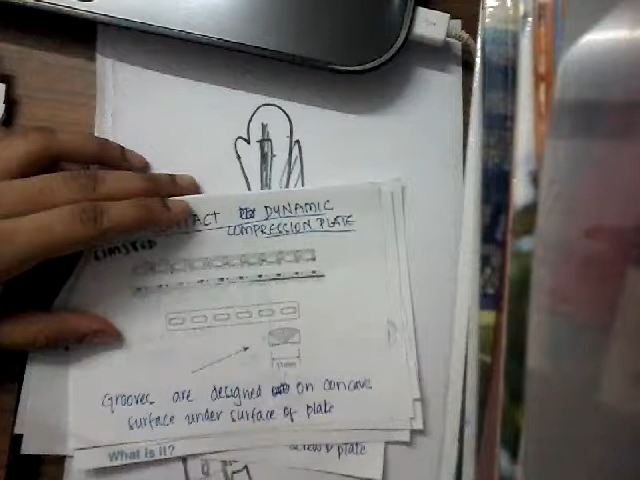 LIMITED CONTACT DYNAMIC
COMPRESSION PLATE
Grooves are designed on concave
surface under surface of plate
What is it?
screw & plate